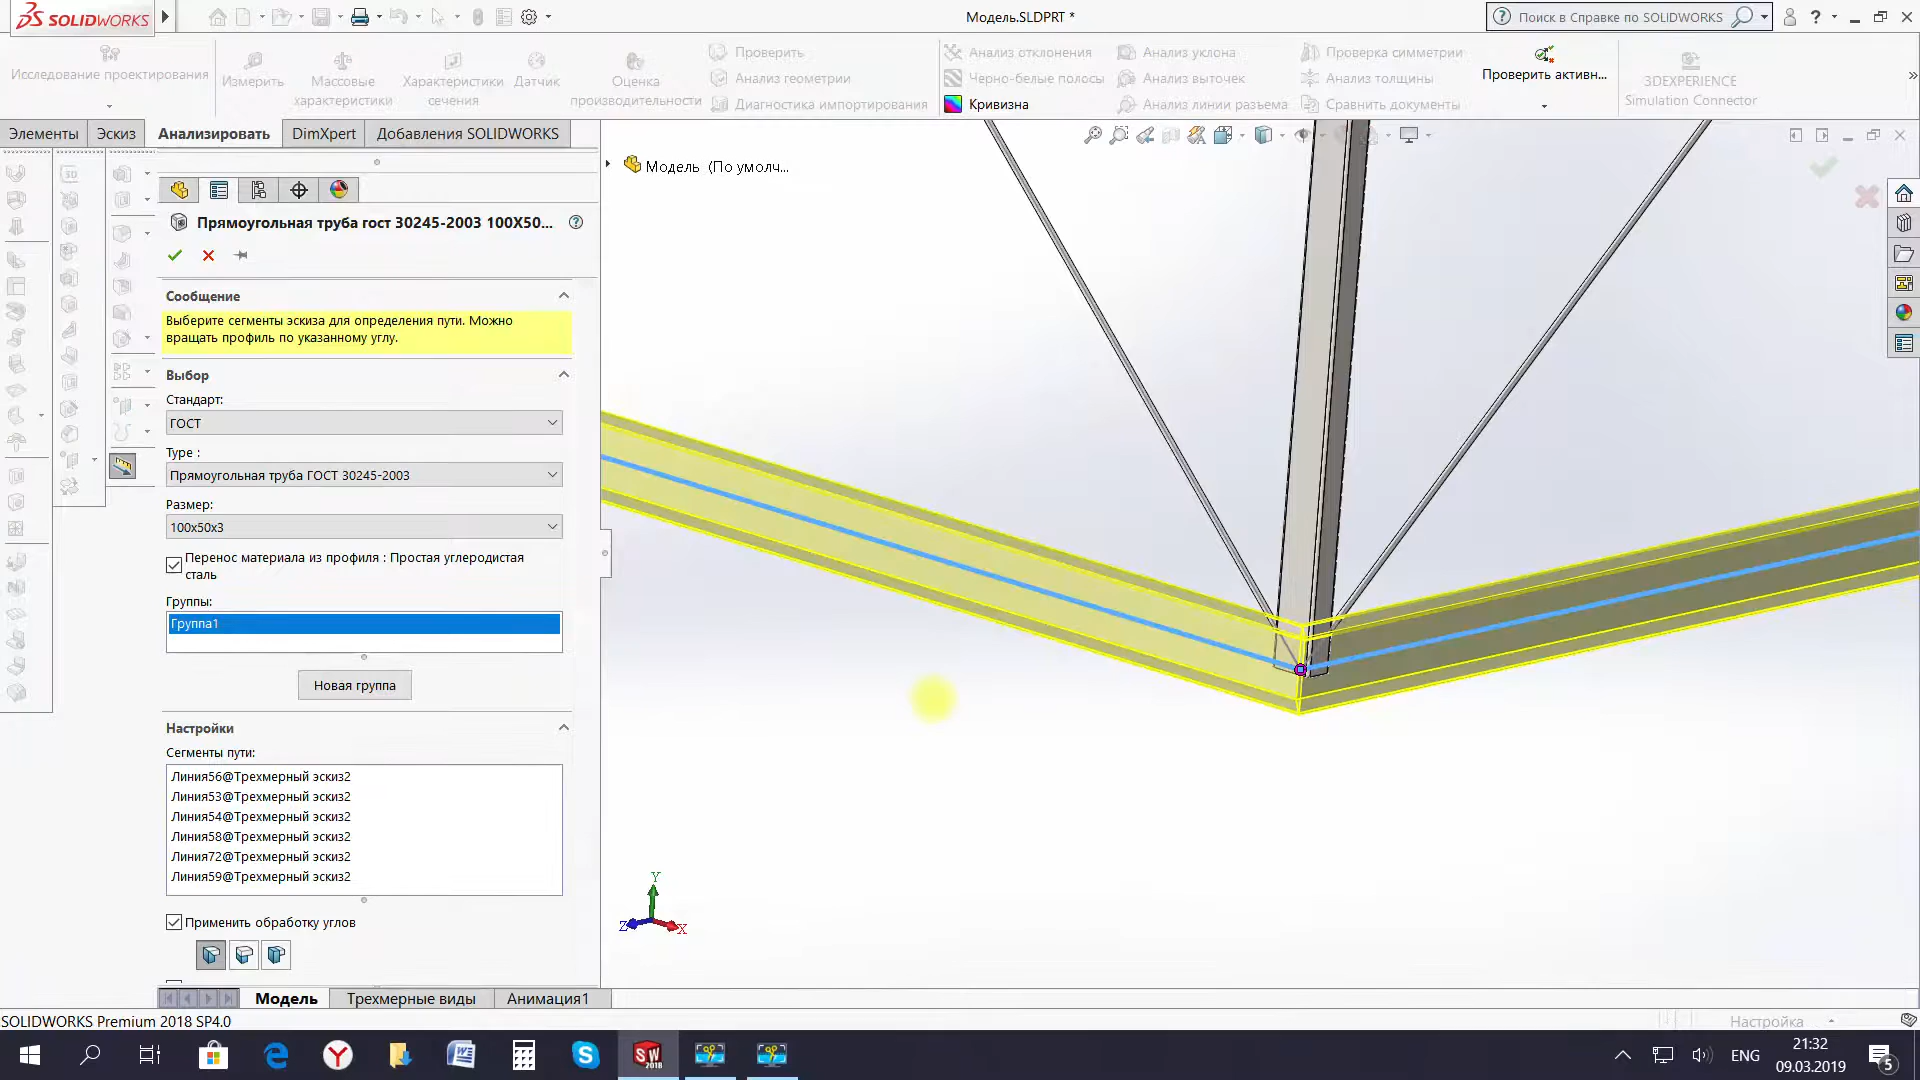 SOLIDWORKS
Модель.SLDPRT *
Поиск в Справке по SOLIDWORKS
Исследование проектирования
Измерить
Массовые характеристики
Характеристики сечения
Датчик
Оценка производительности
Проверить
Анализ геометрии
Диагностика импортирования
Анализ отклонения
Черно-белые полосы
Кривизна
Анализ уклона
Анализ выточек
Анализ линии разъема
Проверка симметрии
Анализ толщины
Сравнить документы
Проверить активн...
3DEXPERIENCE
Simulation Connector
Элементы
Эскиз
Анализировать
DimXpert
Добавления SOLIDWORKS
Модель (По умолч...
Прямоугольная труба гост 30245-2003 100X50...
Сообщение
Выберите сегменты эскиза для определения пути. Можно
вращать профиль по указанному углу.
Выбор
Стандарт:
ГОСТ
Type :
Прямоугольная труба ГОСТ 30245-2003
Размер:
100x50x3
Перенос материала из профиля : Простая углеродистая
сталь
Группы:
Группа1
Новая группа
Настройки
Сегменты пути:
Линия56@Трехмерный эскиз2
Линия53@Трехмерный эскиз2
Линия54@Трехмерный эскиз2
Линия58@Трехмерный эскиз2
Линия72@Трехмерный эскиз2
Линия59@Трехмерный эскиз2
Применить обработку углов
Y
Z
X
Модель
Трехмерные виды
Анимация1
SOLIDWORKS Premium 2018 SP4.0
Настройка
SW
2018
ENG
21:32
09.03.2019
5